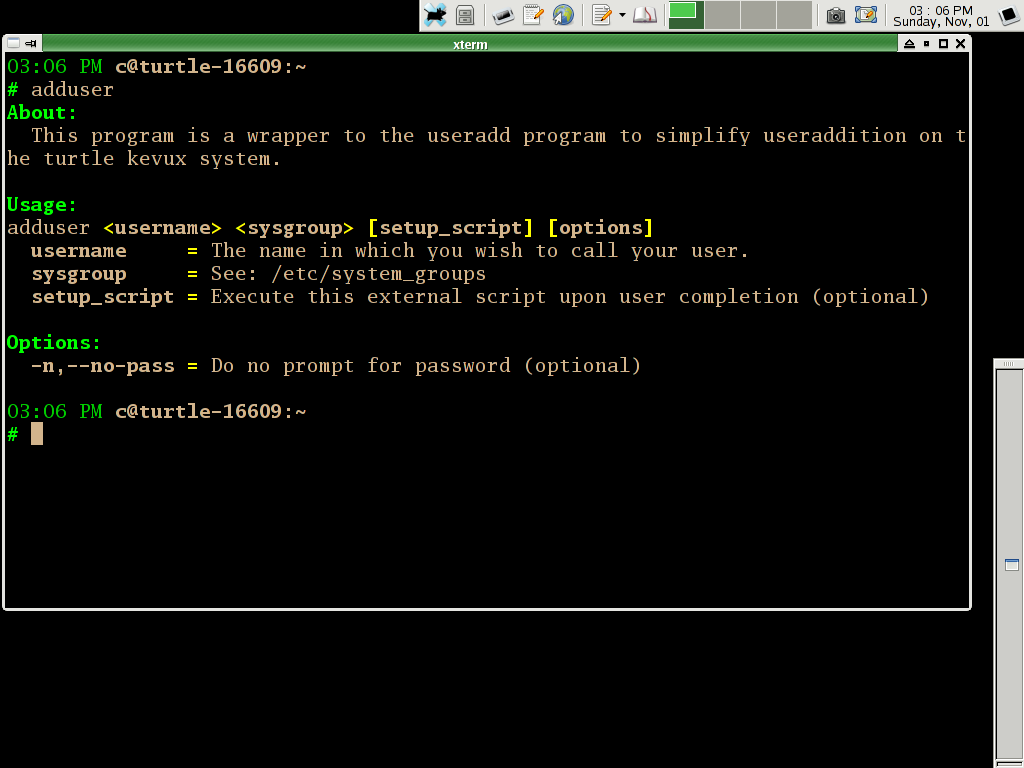 03 : 06 PM
Sunday, Nov, 01
xterm
03:06 PM c@turtle-16609:~
# adduser
About:
  This program is a wrapper to the useradd program to simplify useraddition on t
he turtle kevux system.
Usage:
adduser <username> <sysgroup> [setup_script] [options]
  username     = The name in which you wish to call your user.
  sysgroup     = See: /etc/system_groups
  setup_script = Execute this external script upon user completion (optional)
Options:
  -n,--no-pass = Do no prompt for password (optional)
03:06 PM c@turtle-16609:~
#